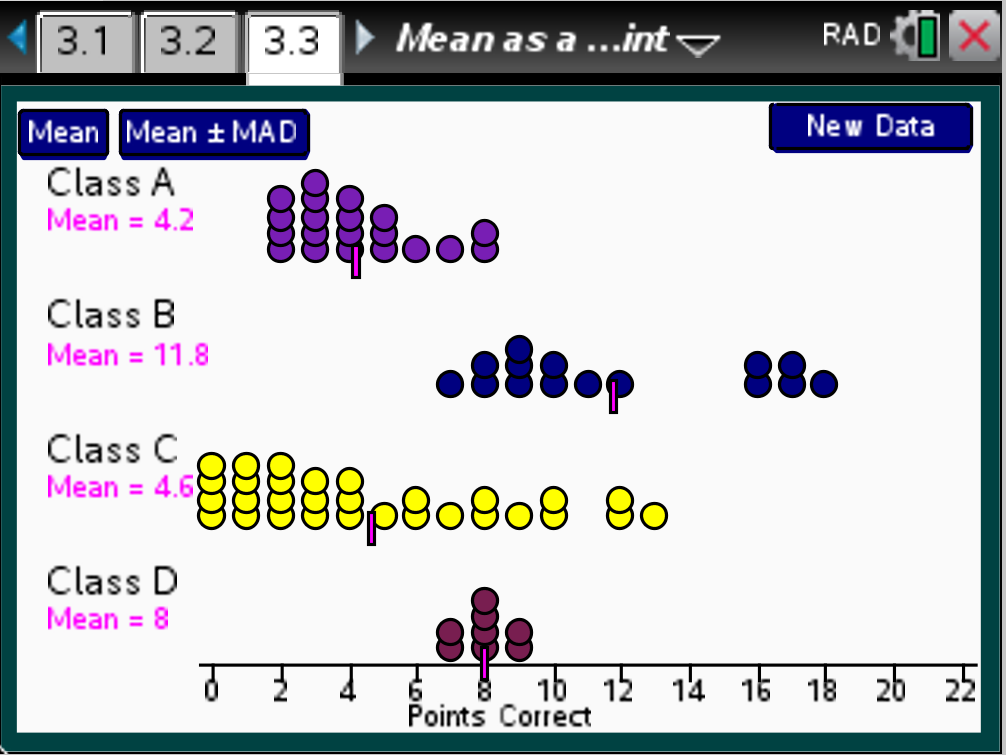 3.1 3.2 3.3 Mean as a ...int RAD
Mean Mean ± MAD New Data
Class A
Mean = 4.2
Class B
Mean = 11.8
Class C
Mean = 4.6
Class D
Mean = 8
0 2 4 6 8 10 12 14 16 18 20 22
Points Correct